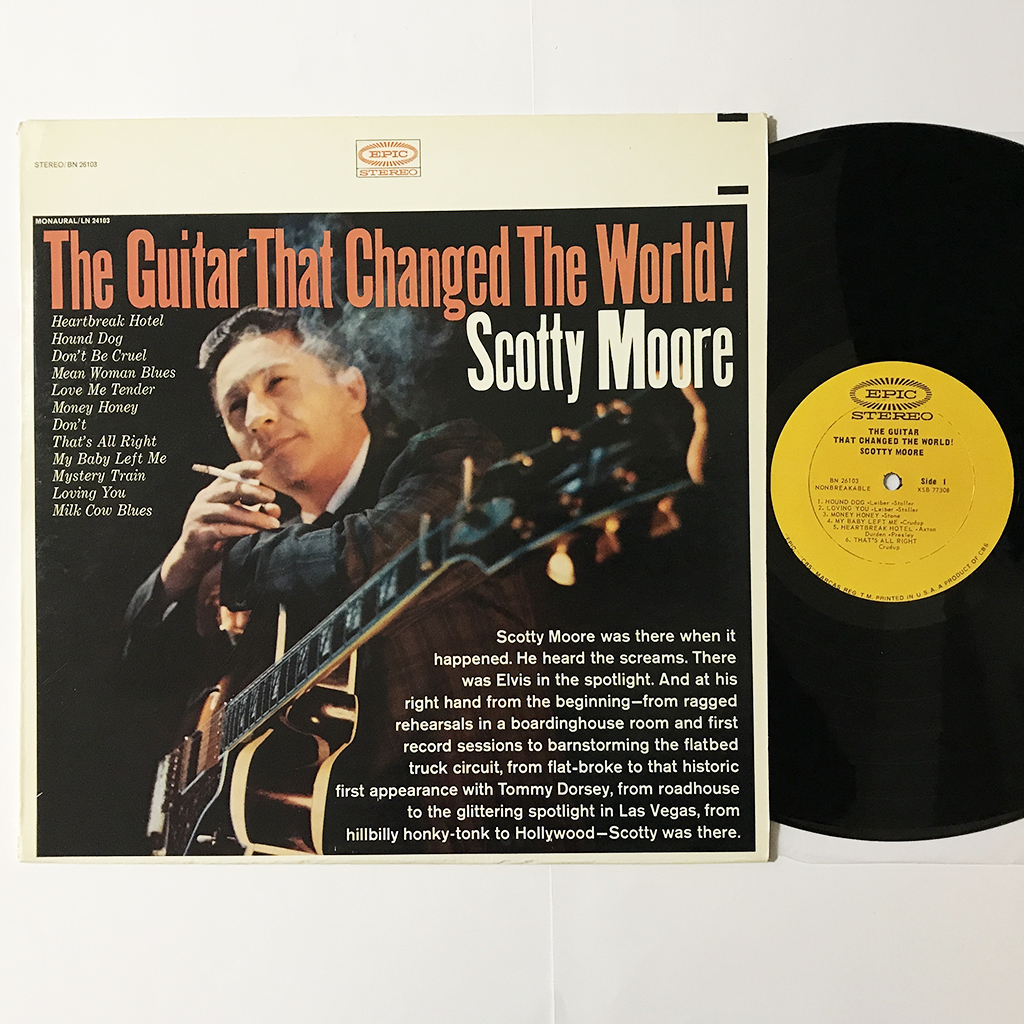 STEREO/BN 26103
EPIC
STEREO
MONAURAL/LN 24103
The Guitar That Changed The World!
Scotty Moore
Heartbreak Hotel
Hound Dog
Don't Be Cruel
Mean Woman Blues
Love Me Tender
Money Honey
Don't
That's All Right
My Baby Left Me
Mystery Train
Loving You
Milk Cow Blues
Scotty Moore was there when it
happened. He heard the screams. There
was Elvis in the spotlight. And at his
right hand from the beginning—from ragged
rehearsals in a boardinghouse room and first
record sessions to barnstorming the flatbed
truck circuit, from flat-broke to that historic
first appearance with Tommy Dorsey, from roadhouse
to the glittering spotlight in Las Vegas, from
hillbilly honky-tonk to Hollywood—Scotty was there.
EPIC
STEREO
THE GUITAR
THAT CHANGED THE WORLD!
SCOTTY MOORE
BN 26103
NONBREAKABLE
Side 1
KSB 77308
1. HOUND DOG -Leiber -Stoller
2. LOVING YOU -Leiber -Stoller
3. MONEY HONEY -Stone
4. MY BABY LEFT ME -Crudup
5. HEARTBREAK HOTEL -Axton
Durden -Presley
6. THAT'S ALL RIGHT
Crudup
MARCAS REG. T.M. PRINTED IN U.S.A. A PRODUCT OF CBS